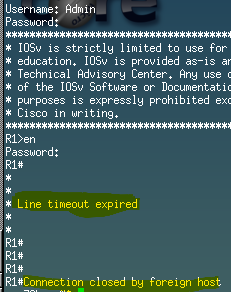 Username: Admin
Password:
*****************************************
* IOSv is strictly limited to use for
* education. IOSv is provided as-is an
* Technical Advisory Center. Any use o
* of the IOSv Software or Documentatio
* purposes is expressly prohibited exc
* Cisco in writing.
*****************************************
R1>en
Password:
R1#
*
*
* Line timeout expired
*
*
R1#
R1#
R1#
R1#Connection closed by foreign host